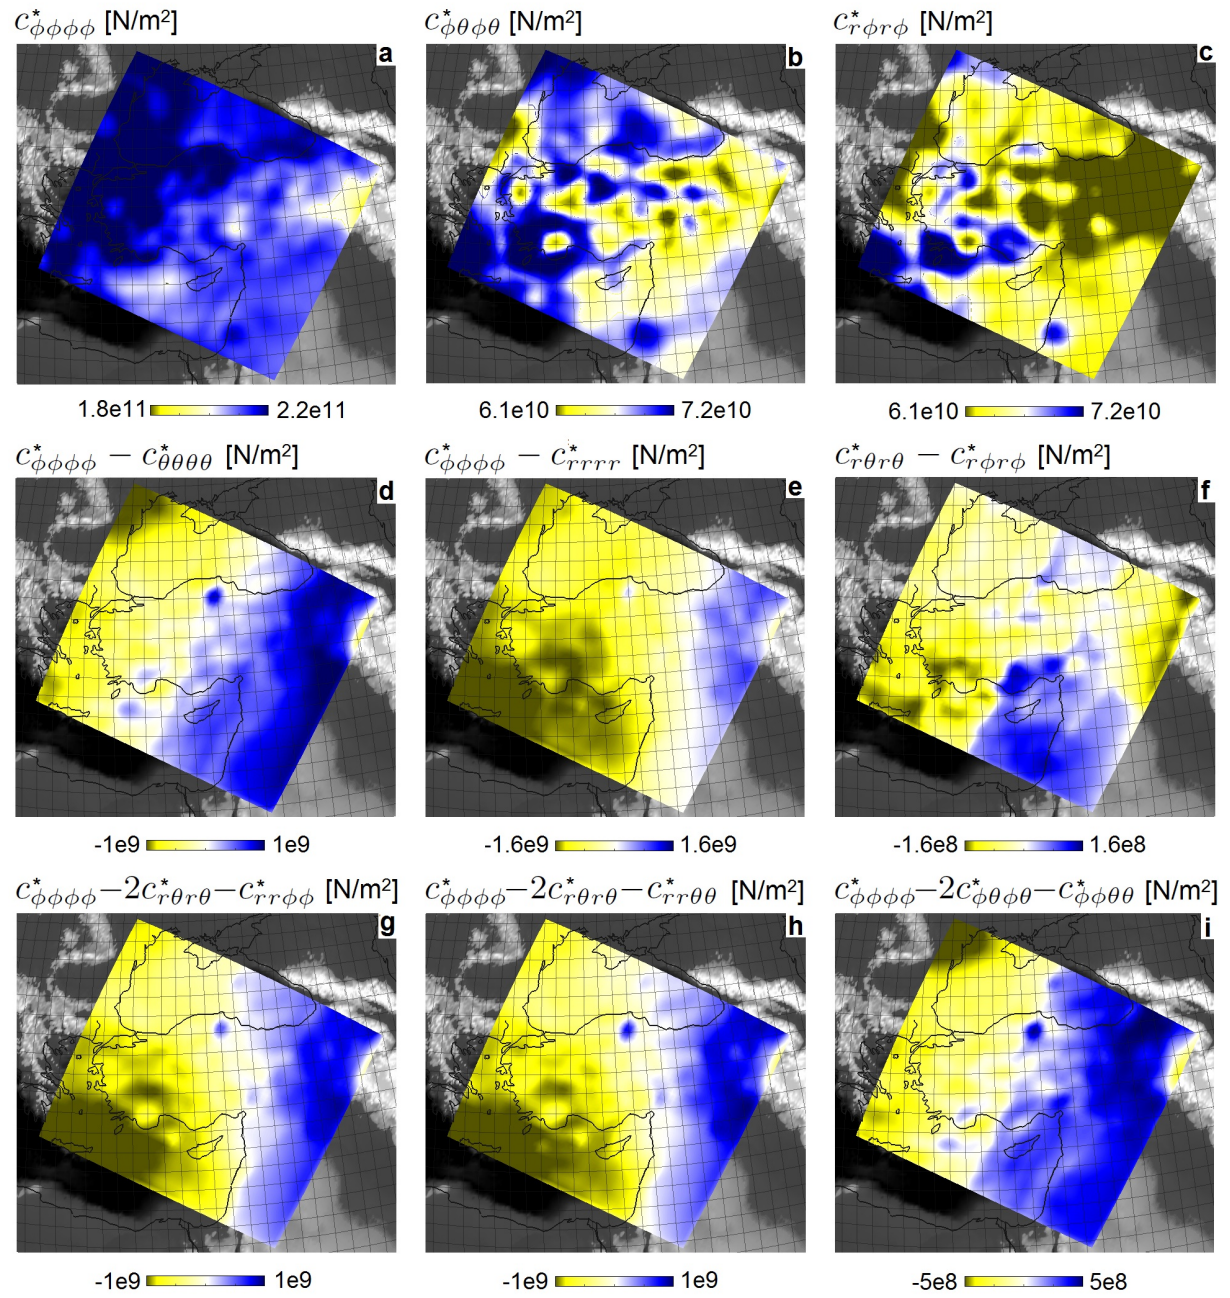 c*ϕϕϕϕ [N/m²] c*ϕθϕθ [N/m²] c*rϕrϕ [N/m²]
a b c
1.8e11 2.2e11 6.1e10 7.2e10 6.1e10 7.2e10
c*ϕϕϕϕ − c*θθθθ [N/m²] c*ϕϕϕϕ − c*rrrr [N/m²] c*rθrθ − c*rϕrϕ [N/m²]
d e f
-1e9 1e9 -1.6e9 1.6e9 -1.6e8 1.6e8
c*ϕϕϕϕ−2c*rθrθ−c*rrϕϕ [N/m²] c*ϕϕϕϕ−2c*rθrθ−c*rrθθ [N/m²] c*ϕϕϕϕ−2c*ϕθϕθ−c*ϕϕθθ [N/m²]
g h i
-1e9 1e9 -1e9 1e9 -5e8 5e8